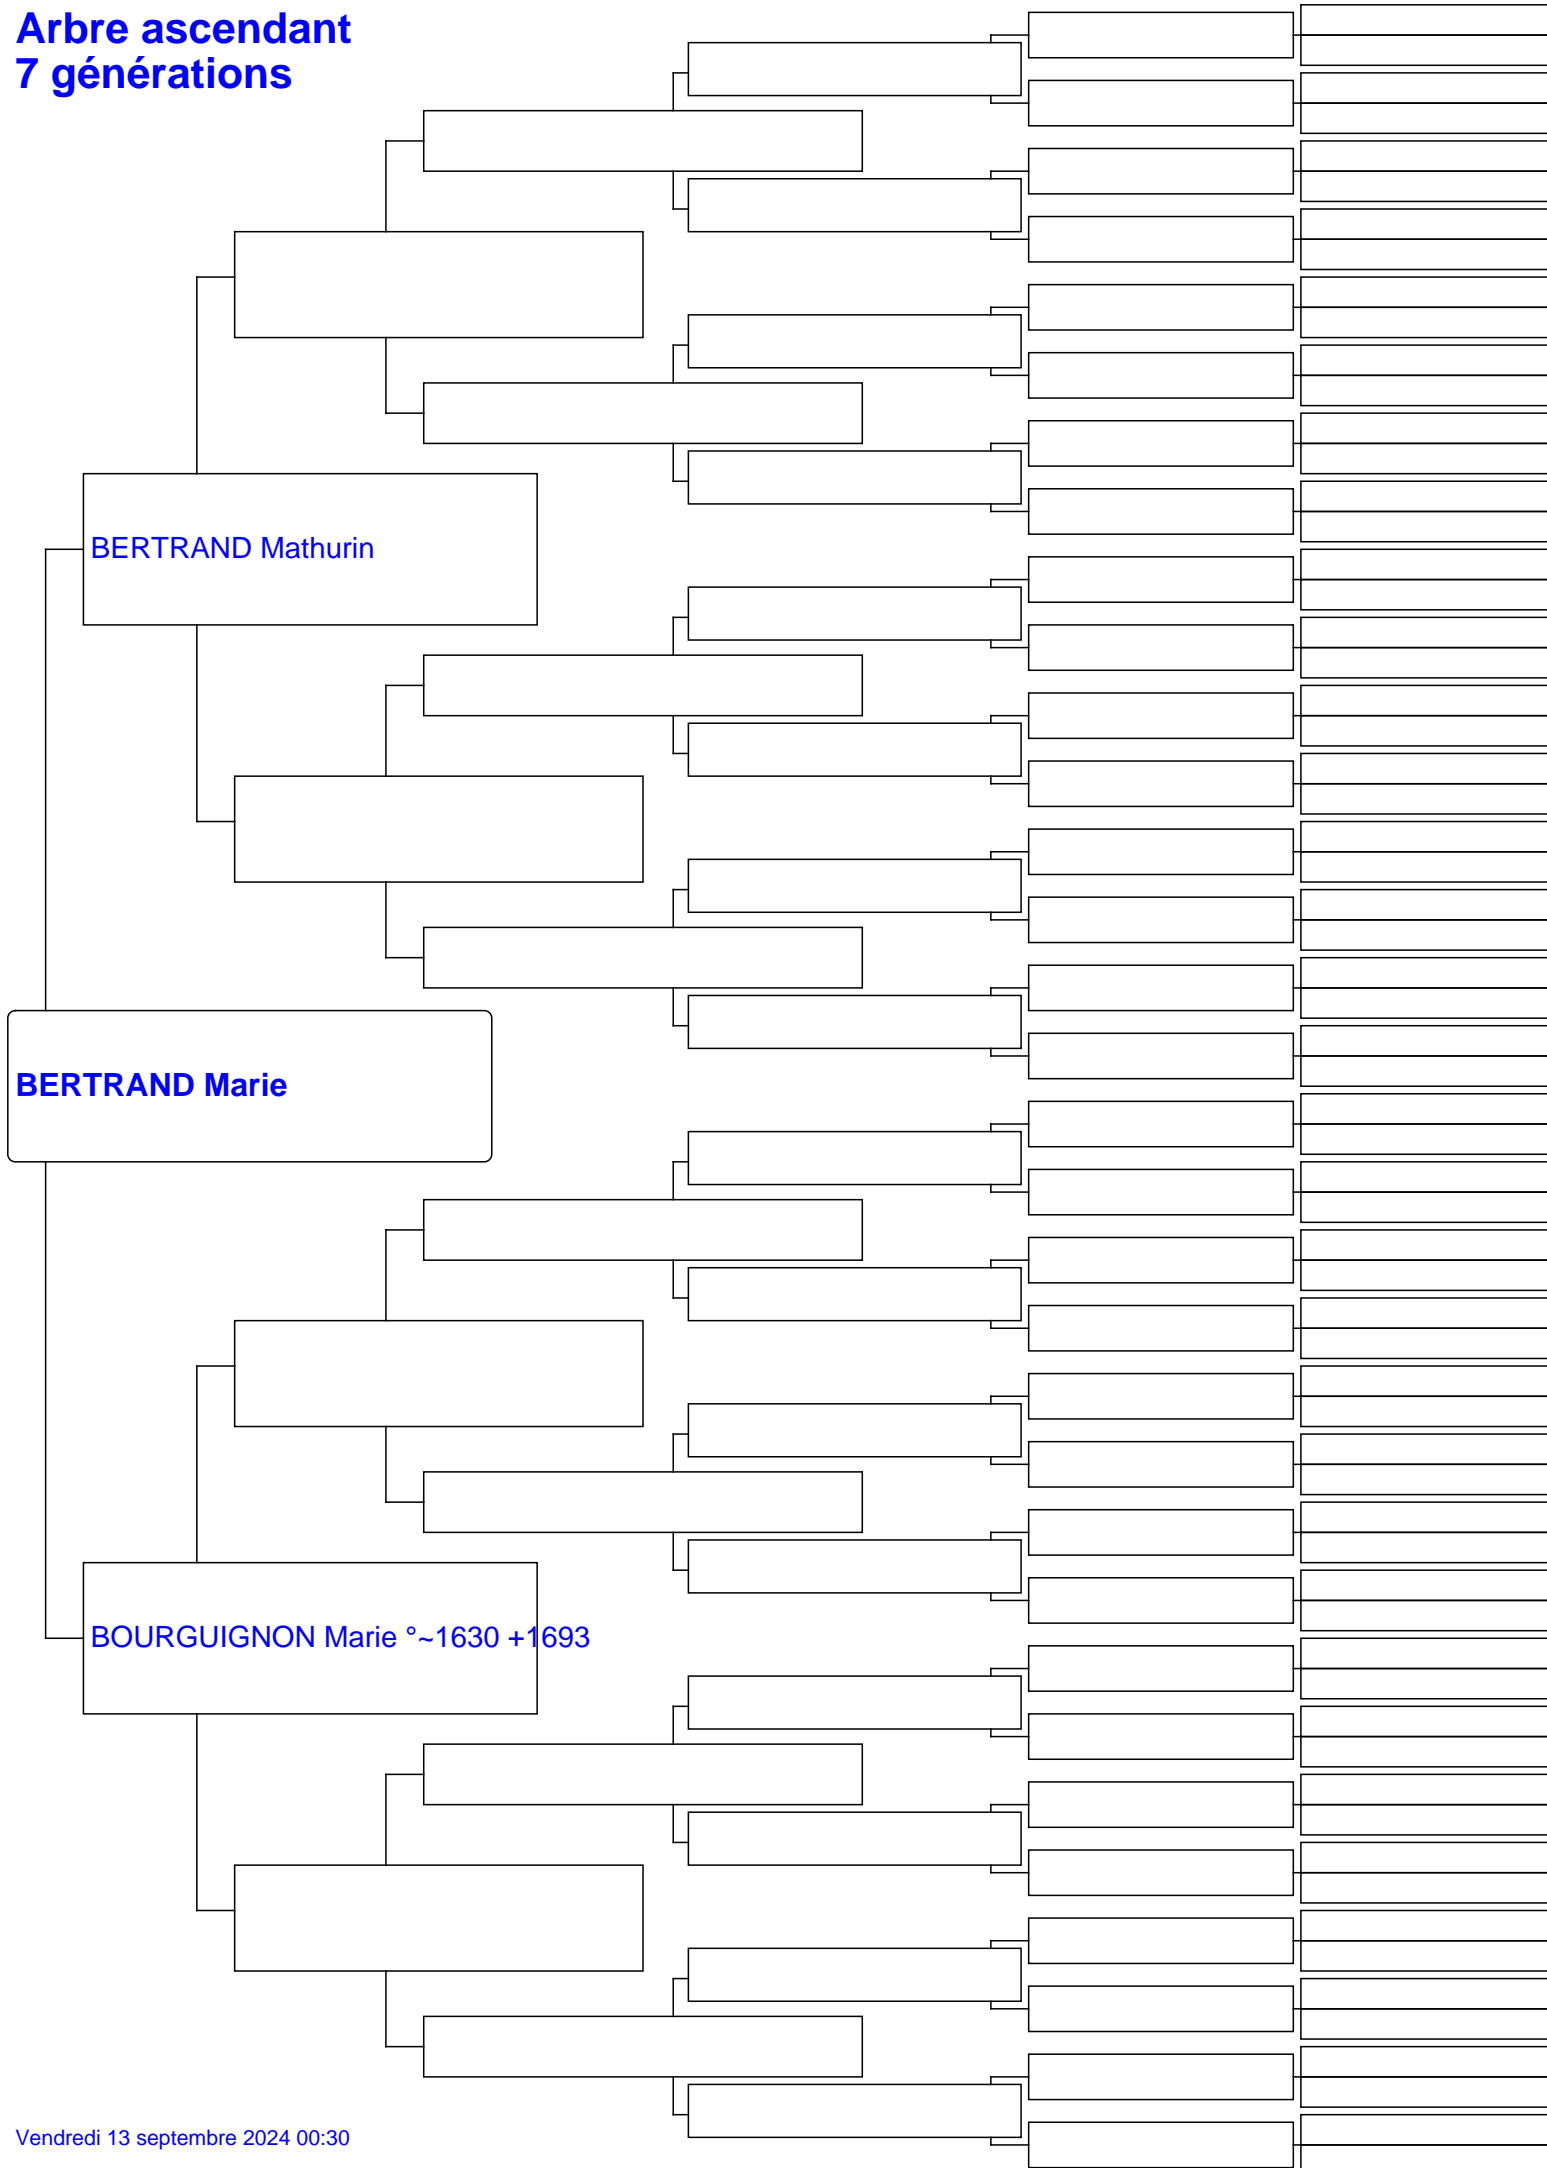 Arbre ascendant
7 générations
BERTRAND Mathurin
BERTRAND Marie
BOURGUIGNON Marie °~1630 +1693
Vendredi 13 septembre 2024 00:30